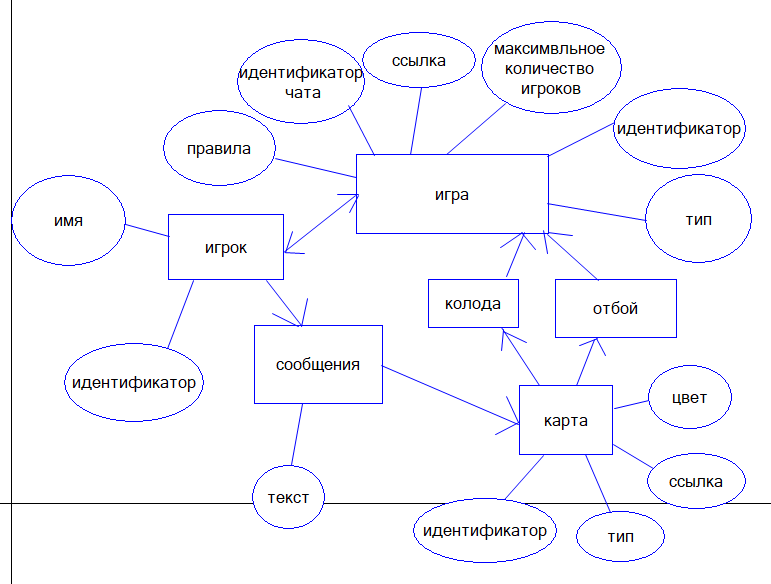 максимвльное
количество
игроков
ссылка
идентификатор
чата
идентификатор
правила
игра
имя
игрок
тип
колода
отбой
сообщения
идентификатор
цвет
карта
ссылка
текст
идентификатор
тип